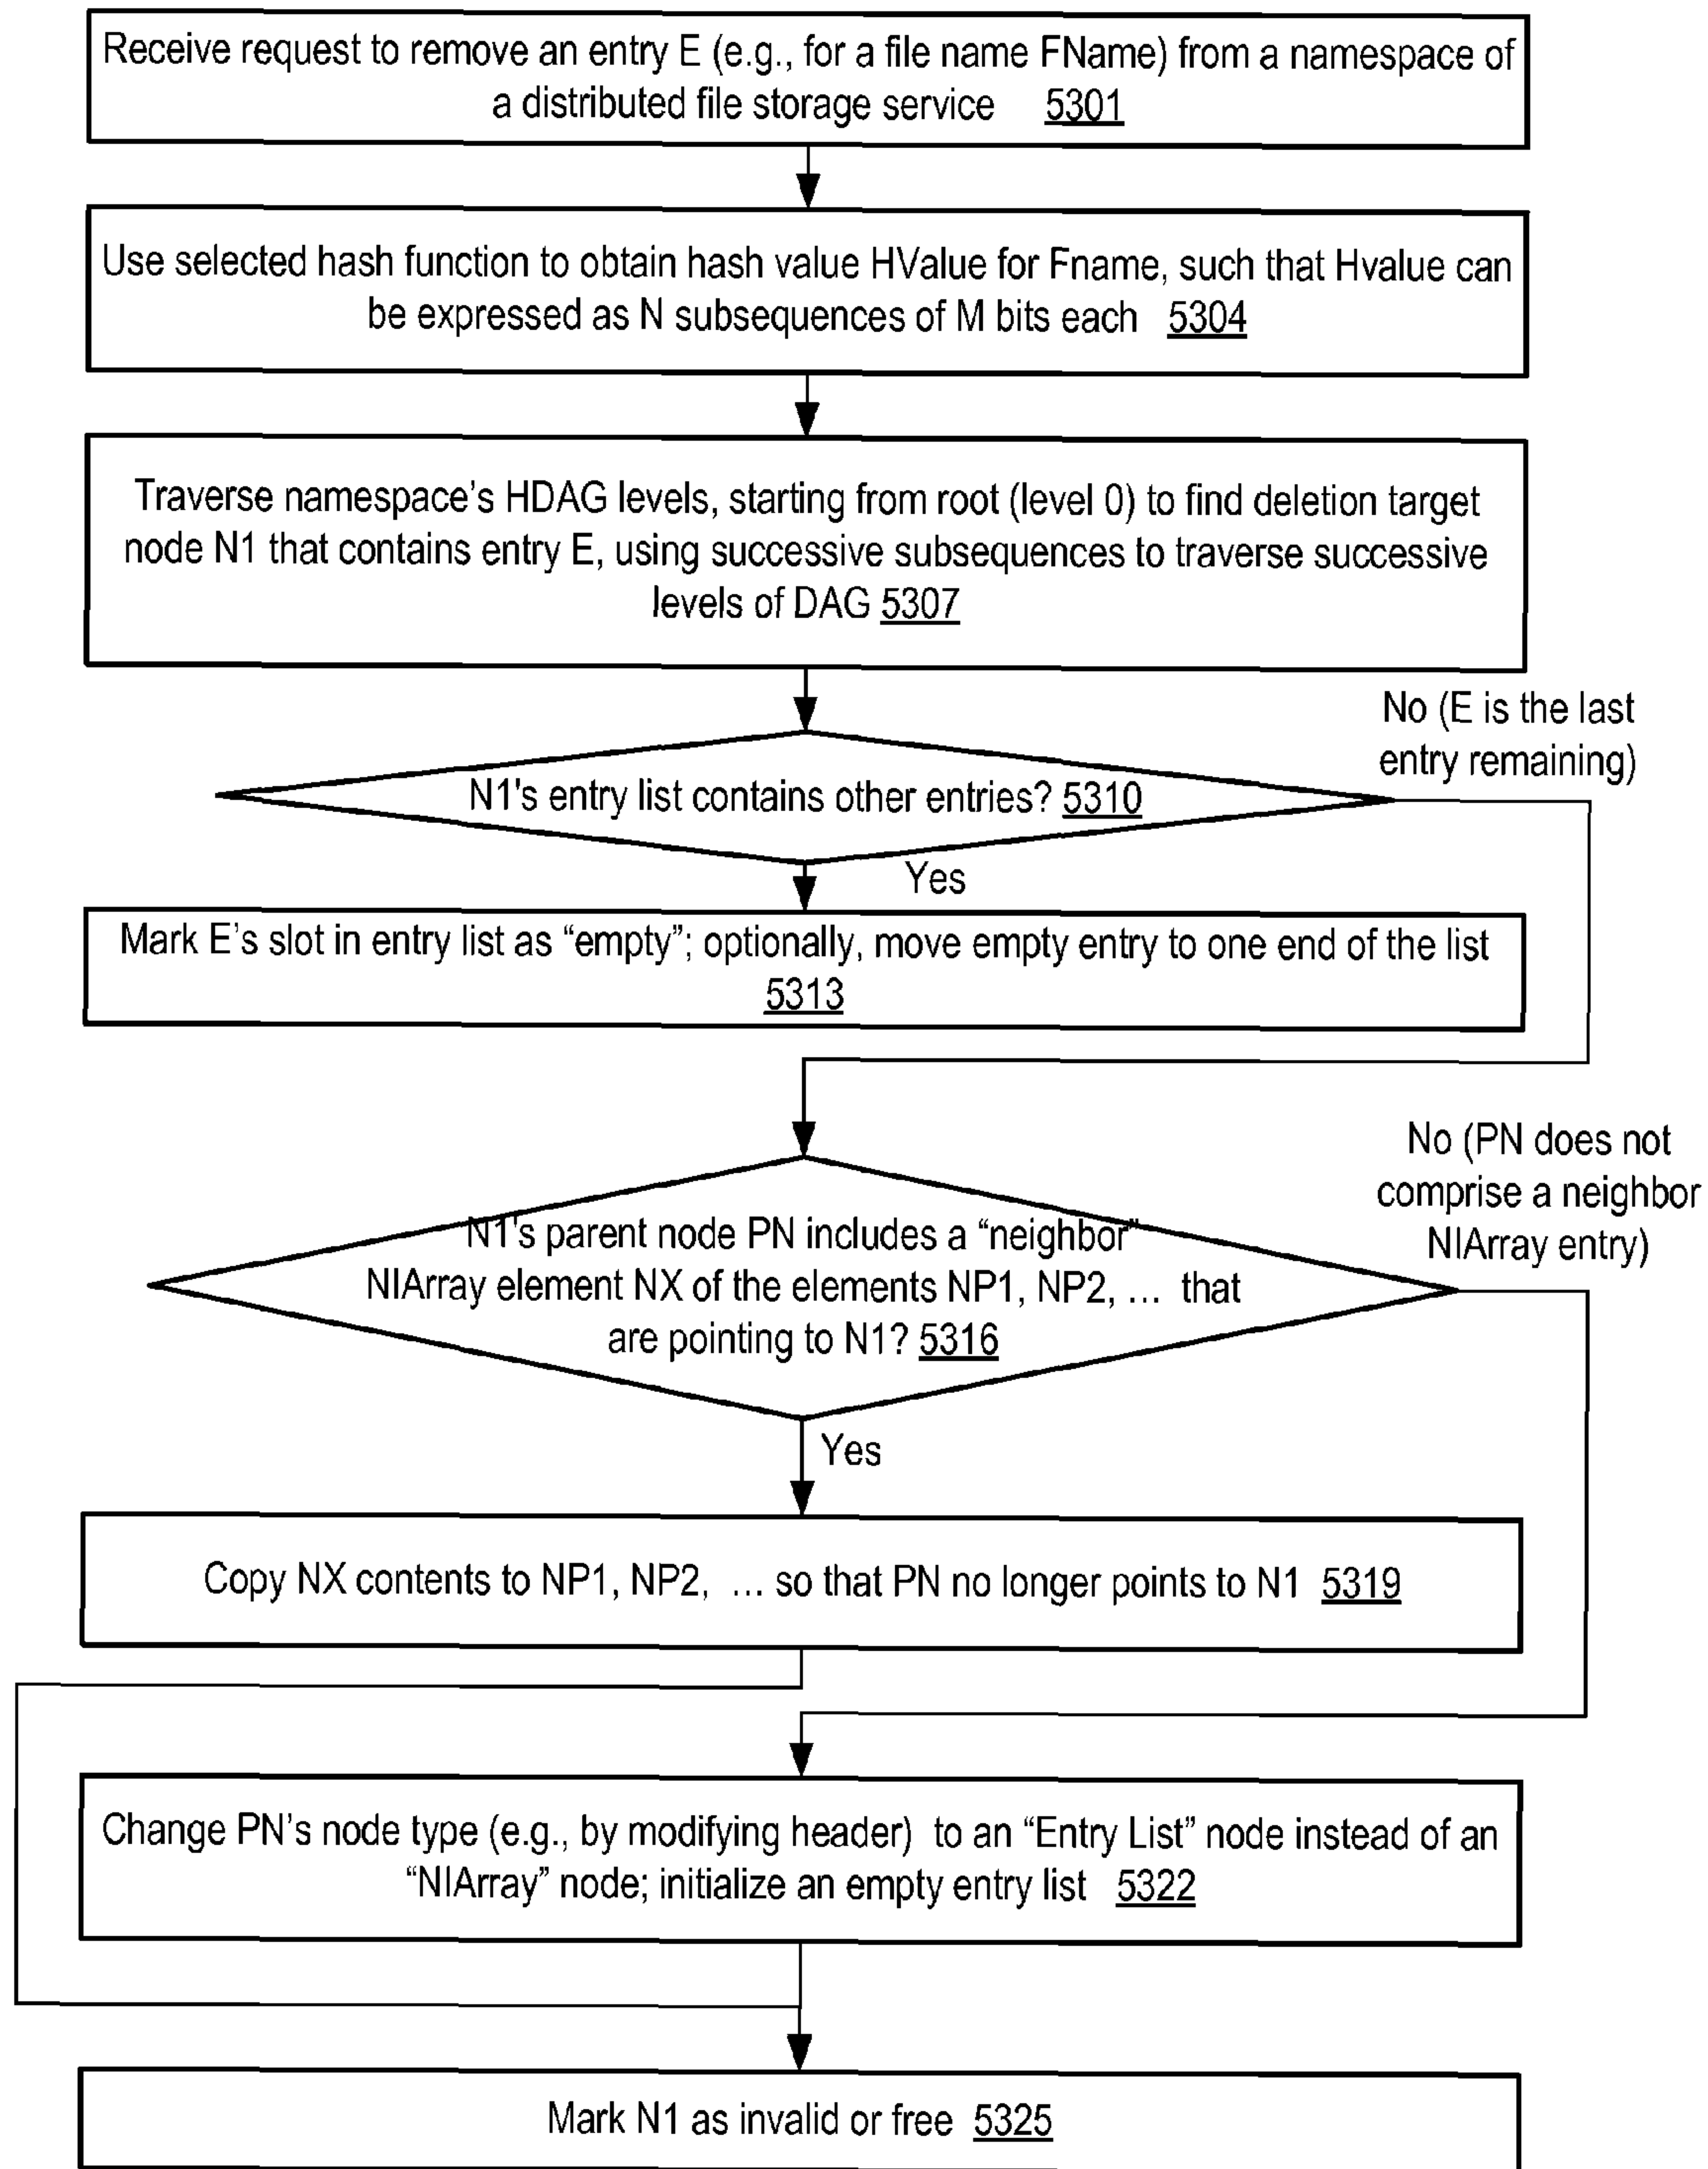 Receive request to remove an entry E (e.g., for a file name FName) from a namespace of
a distributed file storage service 5301
Use selected hash function to obtain hash value HValue for Fname, such that Hvalue can
be expressed as N subsequences of M bits each 5304
Traverse namespace's HDAG levels, starting from root (level 0) to find deletion target
node N1 that contains entry E, using successive subsequences to traverse successive
levels of DAG 5307
No (E is the last
entry remaining)
N1's entry list contains other entries? 5310
Yes
Mark E's slot in entry list as “empty”; optionally, move empty entry to one end of the list
5313
No (PN does not
comprise a neighbor
NIArray entry)
N1's parent node PN includes a “neighbor”
NIArray element NX of the elements NP1, NP2, ... that
are pointing to N1? 5316
Yes
Copy NX contents to NP1, NP2, ... so that PN no longer points to N1 5319
Change PN's node type (e.g., by modifying header) to an “Entry List” node instead of an
“NIArray” node; initialize an empty entry list 5322
Mark N1 as invalid or free 5325